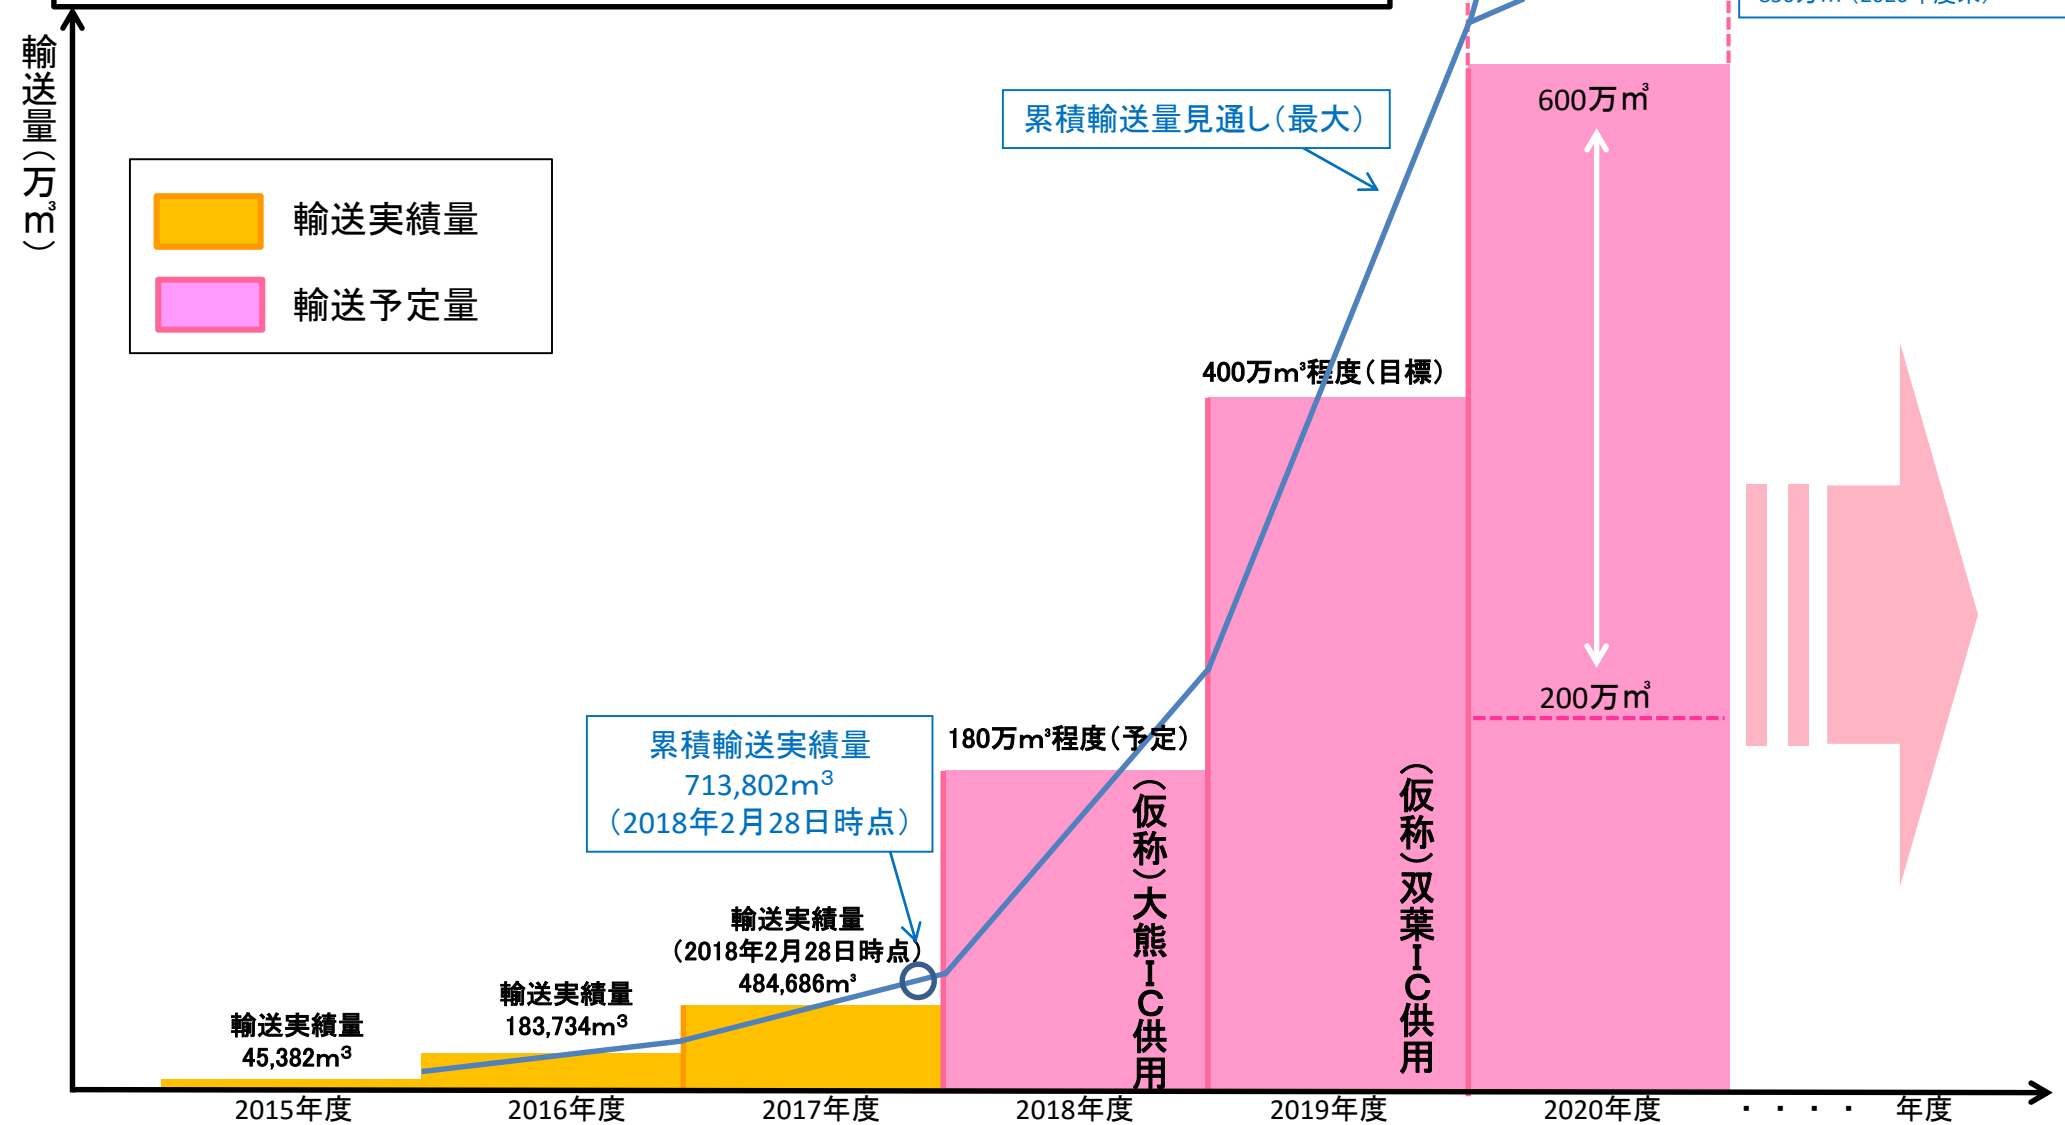 輸送量(万㎥)
600万㎥
累積輸送量見通し(最大)
輸送実績量
輸送予定量
400万m³程度(目標)
200万㎥
累積輸送実績量
713,802m³
(2018年2月28日時点)
180万m³程度(予定)
(仮称)大熊IC供用
(仮称)双葉IC供用
輸送実績量
(2018年2月28日時点)
484,686m³
輸送実績量
183,734m³
輸送実績量
45,382m³
2015年度
2016年度
2017年度
2018年度
2019年度
2020年度
・・・・ 年度